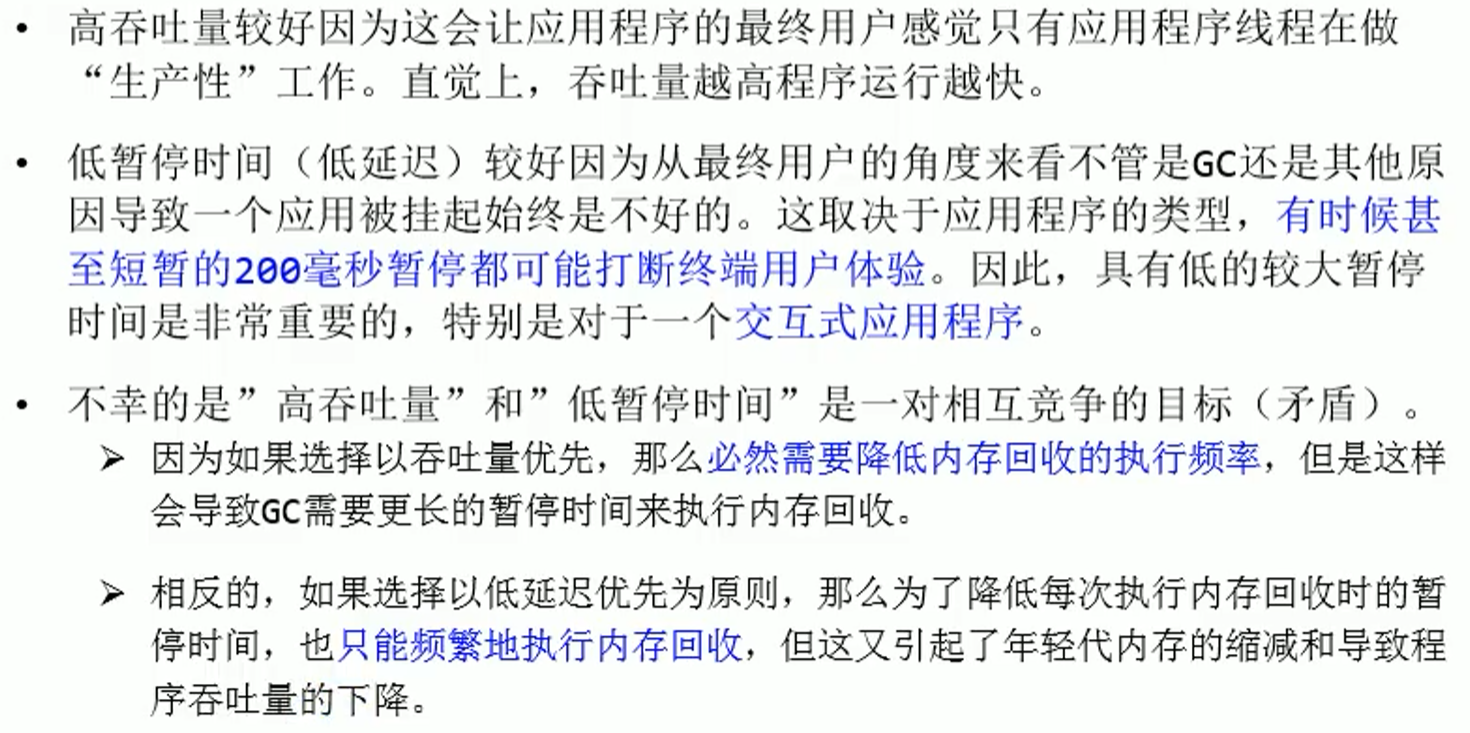 • 高吞吐量较好因为这会让应用程序的最终用户感觉只有应用程序线程在做
“生产性”工作。直觉上，吞吐量越高程序运行越快。
• 低暂停时间（低延迟）较好因为从最终用户的角度来看不管是GC还是其他原
因导致一个应用被挂起始终是不好的。这取决于应用程序的类型，有时候甚
至短暂的200毫秒暂停都可能打断终端用户体验。因此，具有低的较大暂停
时间是非常重要的，特别是对于一个交互式应用程序。
• 不幸的是”高吞吐量”和”低暂停时间”是一对相互竞争的目标（矛盾）。
➢ 因为如果选择以吞吐量优先，那么必然需要降低内存回收的执行频率，但是这样
会导致GC需要更长的暂停时间来执行内存回收。
➢ 相反的，如果选择以低延迟优先为原则，那么为了降低每次执行内存回收时的暂
停时间，也只能频繁地执行内存回收，但这又引起了年轻代内存的缩减和导致程
序吞吐量的下降。